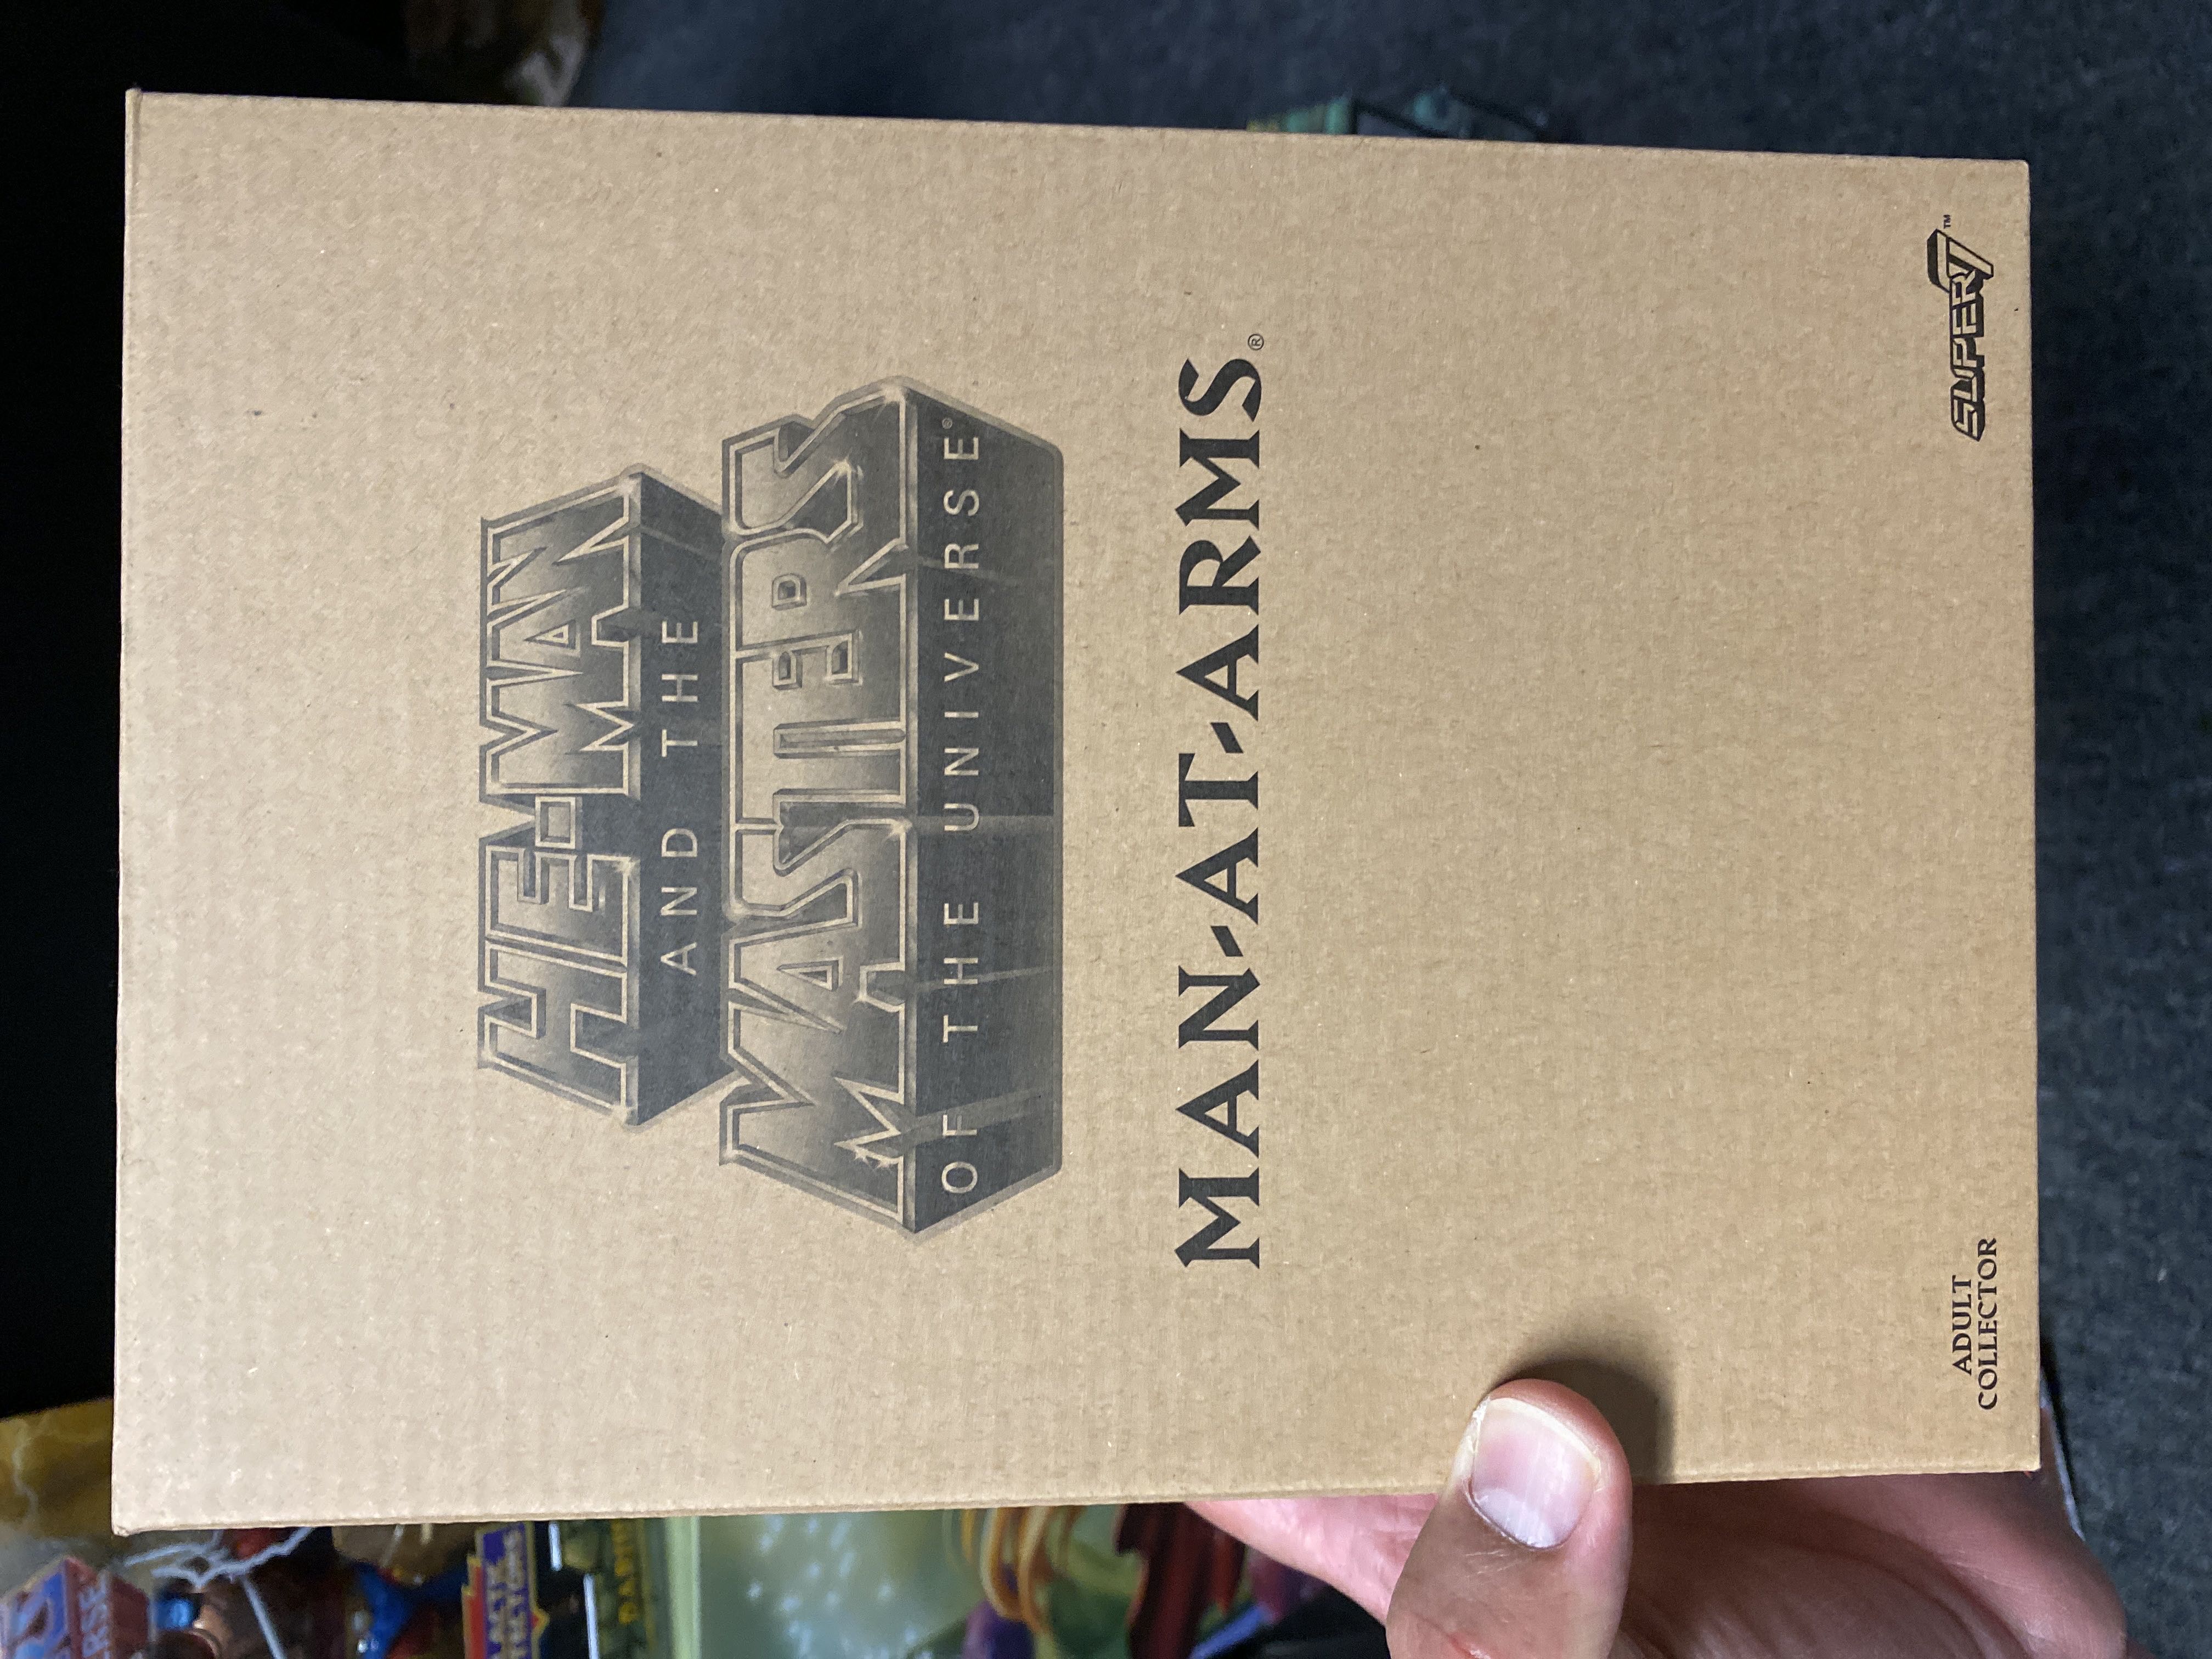 HE-MAN
AND THE
MASTERS
OF THE UNIVERSE®
MAN-AT-ARMS®
ADULT
COLLECTOR
SUPER7™